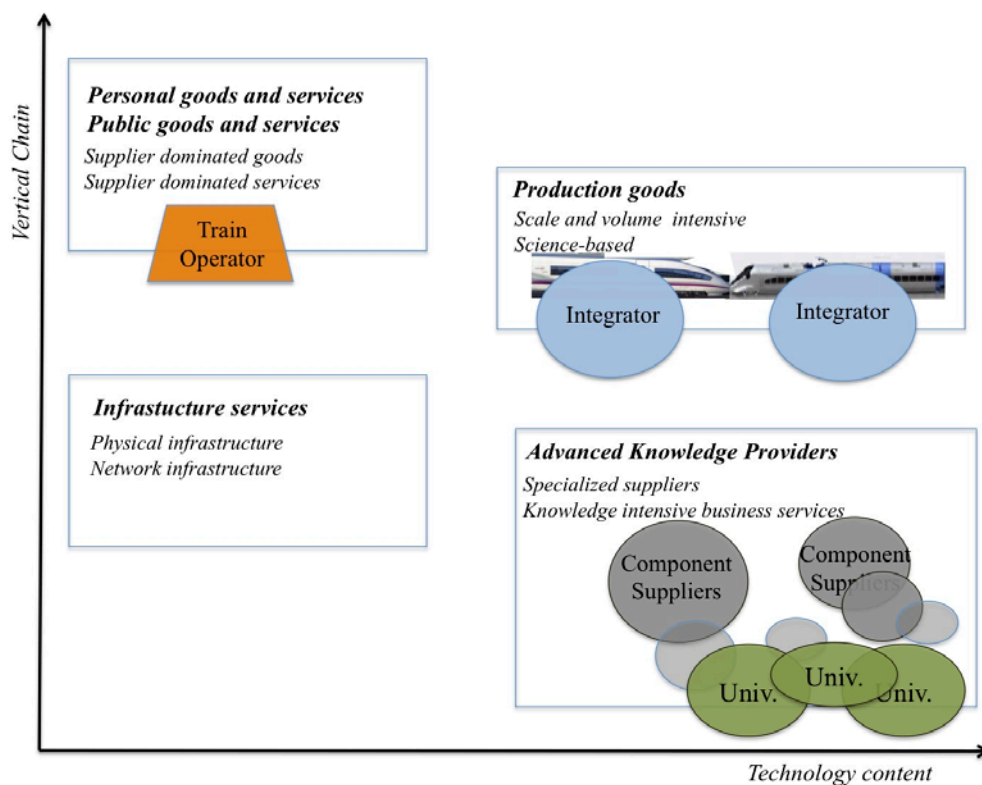 Vertical Chain
Personal goods and services
Public goods and services
Supplier dominated goods
Supplier dominated services
Train
Operator
Production goods
Scale and volume intensive
Science-based
Integrator
Integrator
Infrastucture services
Physical infrastructure
Network infrastructure
Advanced Knowledge Providers
Specialized suppliers
Knowledge intensive business services
Component
Suppliers
Component
Suppliers
Univ.
Univ.
Univ.
Technology content